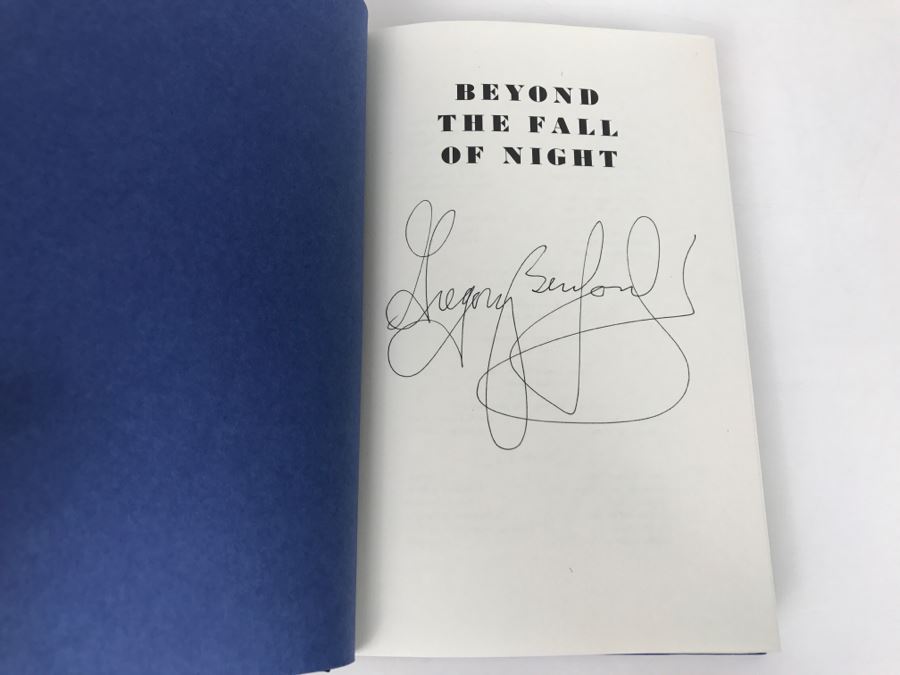 BEYOND
THE FALL
OF NIGHT
Gregory Benford